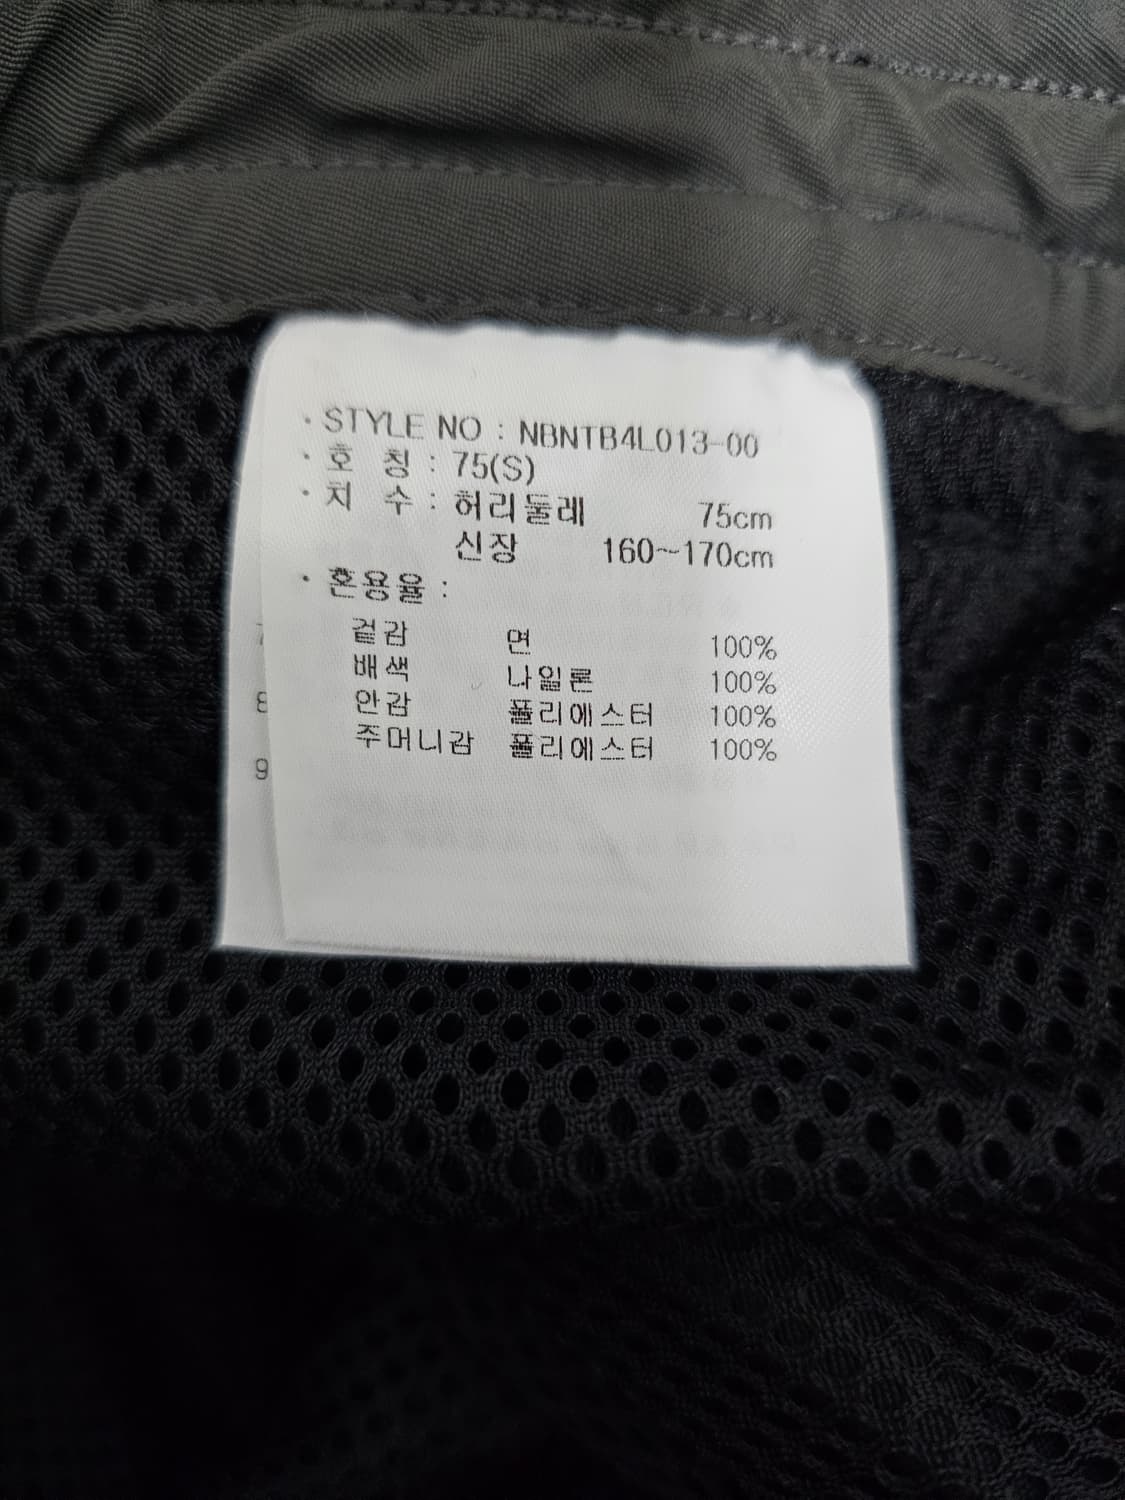 · STYLE NO : NBNTB4L013-00
· 호 칭 : 75(S)
· 치 수 : 허리둘레 75cm
신장 160~170cm
· 혼용율 :
겉감 면 100%
배색 나일론 100%
안감 폴리에스터 100%
주머니감 폴리에스터 100%
8
9